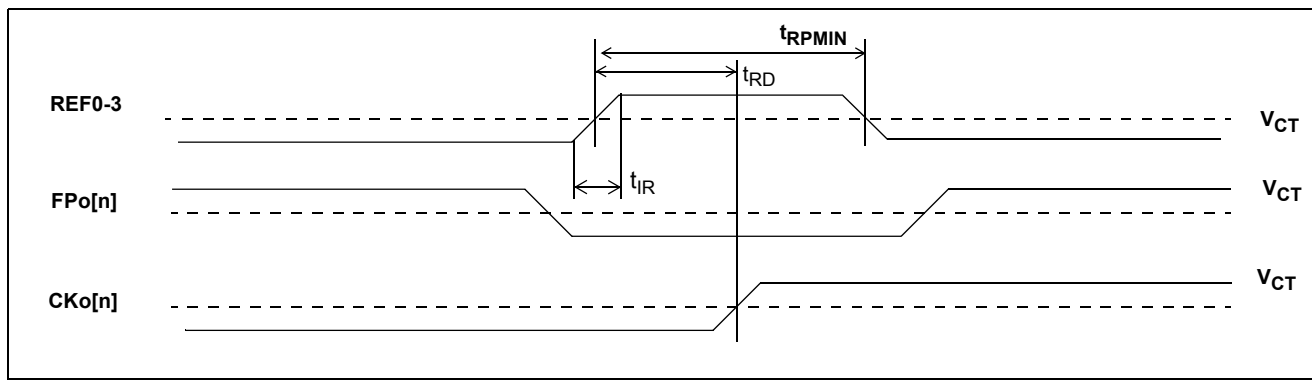 tRPMIN
tRD
REF0-3
VCT
tIR
FPo[n]
VCT
CKo[n]
VCT